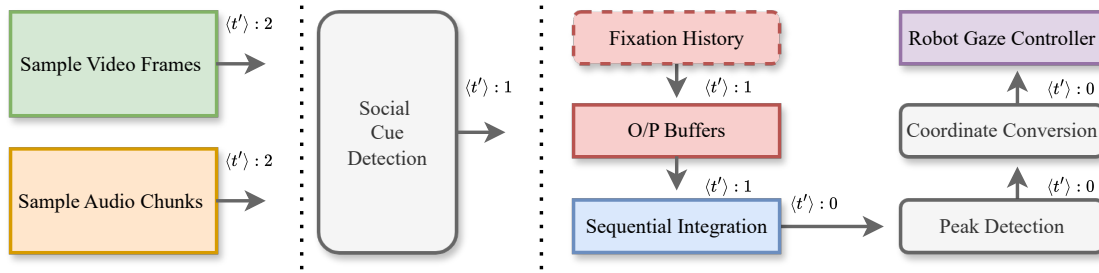 Sample Video Frames
⟨t′⟩ : 2
Sample Audio Chunks
⟨t′⟩ : 2
Social
Cue
Detection
⟨t′⟩ : 1
Fixation History
⟨t′⟩ : 1
O/P Buffers
⟨t′⟩ : 1
Sequential Integration
⟨t′⟩ : 0
Peak Detection
⟨t′⟩ : 0
Coordinate Conversion
⟨t′⟩ : 0
Robot Gaze Controller